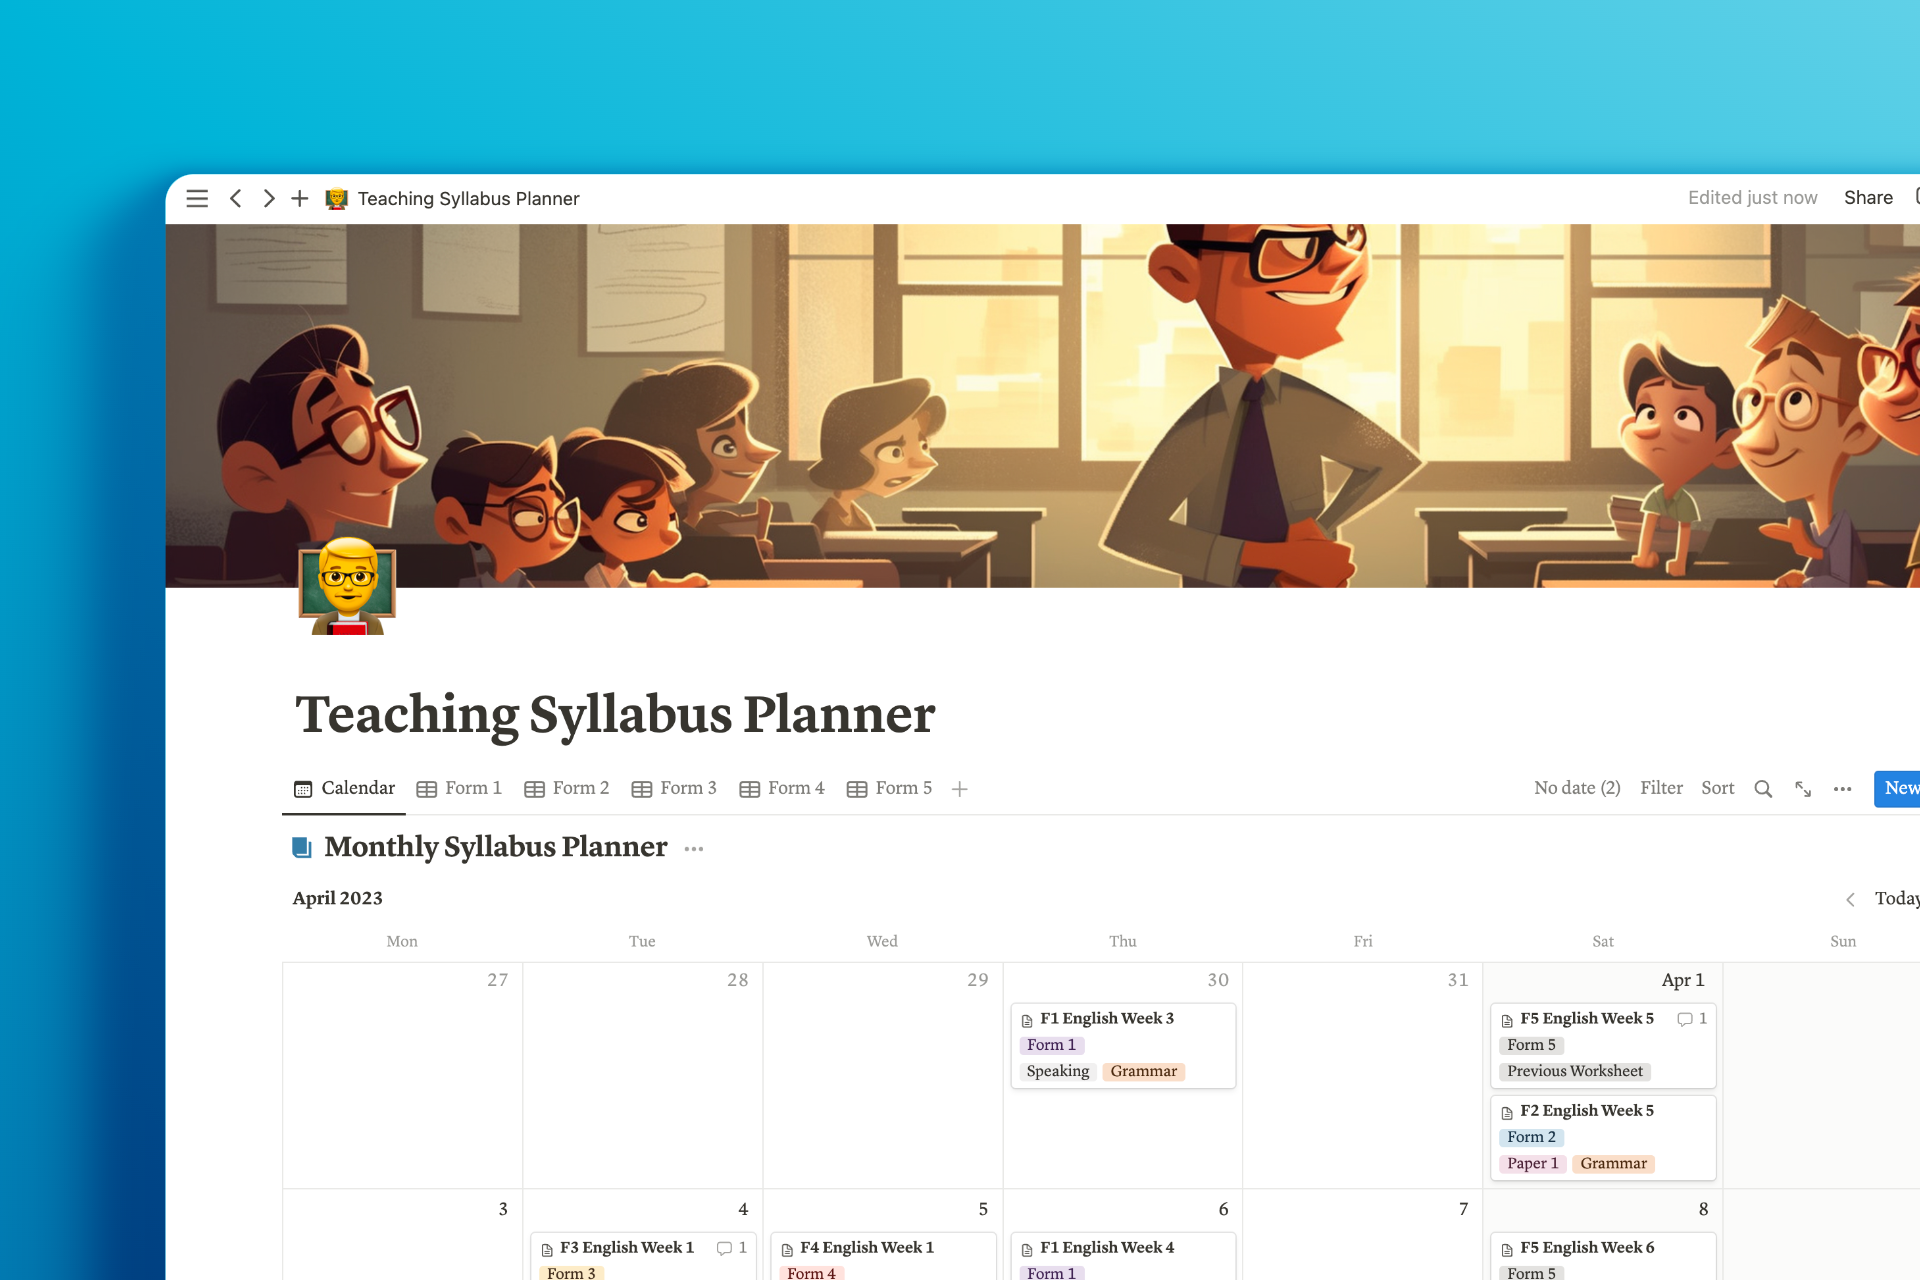 Teaching Syllabus Planner
Edited just now Share
Teaching Syllabus Planner
Calendar Form 1 Form 2 Form 3 Form 4 Form 5
No date (2) Filter Sort New
Monthly Syllabus Planner
April 2023
Today
Mon Tue Wed Thu Fri Sat Sun
27 28 29 30 31 Apr 1
F1 English Week 3
Form 1
Speaking Grammar
F5 English Week 5 1
Form 5
Previous Worksheet
F2 English Week 5
Form 2
Paper 1 Grammar
3 4 5 6 7 8
F3 English Week 1 1
Form 3
F4 English Week 1
Form 4
F1 English Week 4
Form 1
F5 English Week 6
Form 5